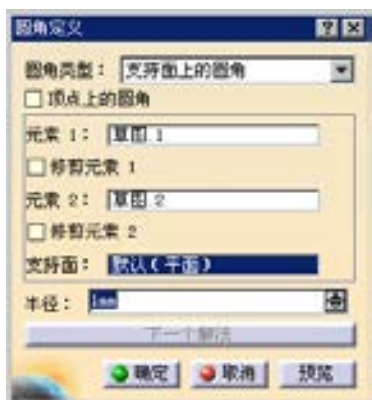 圆角定义
圆角类型： 支持面上的圆角
顶点上的圆角
元素 1： 草图.1
修剪元素 1
元素 2： 草图.2
修剪元素 2
支持面： 默认(平面)
半径： 1mm
下一个解法
确定 取消 预览